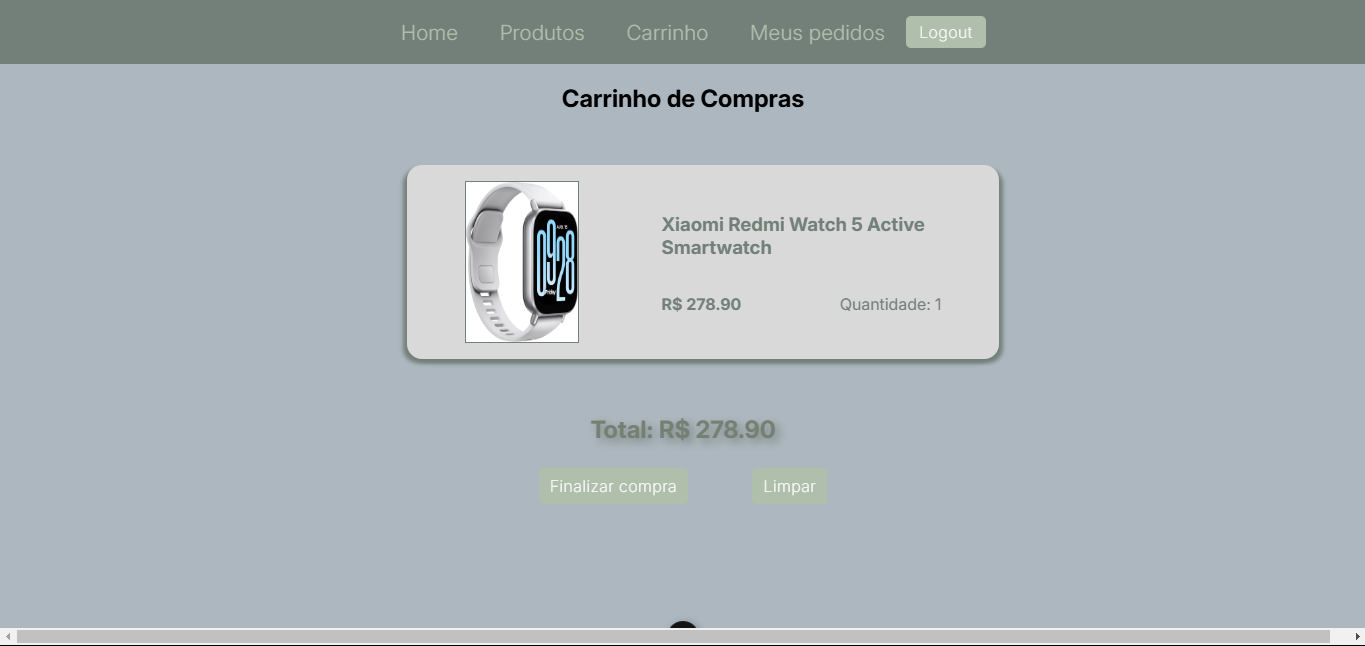 Home Produtos Carrinho Meus pedidos Logout
Carrinho de Compras
Xiaomi Redmi Watch 5 Active
Smartwatch
R$ 278.90 Quantidade: 1
Total: R$ 278.90
Finalizar compra Limpar